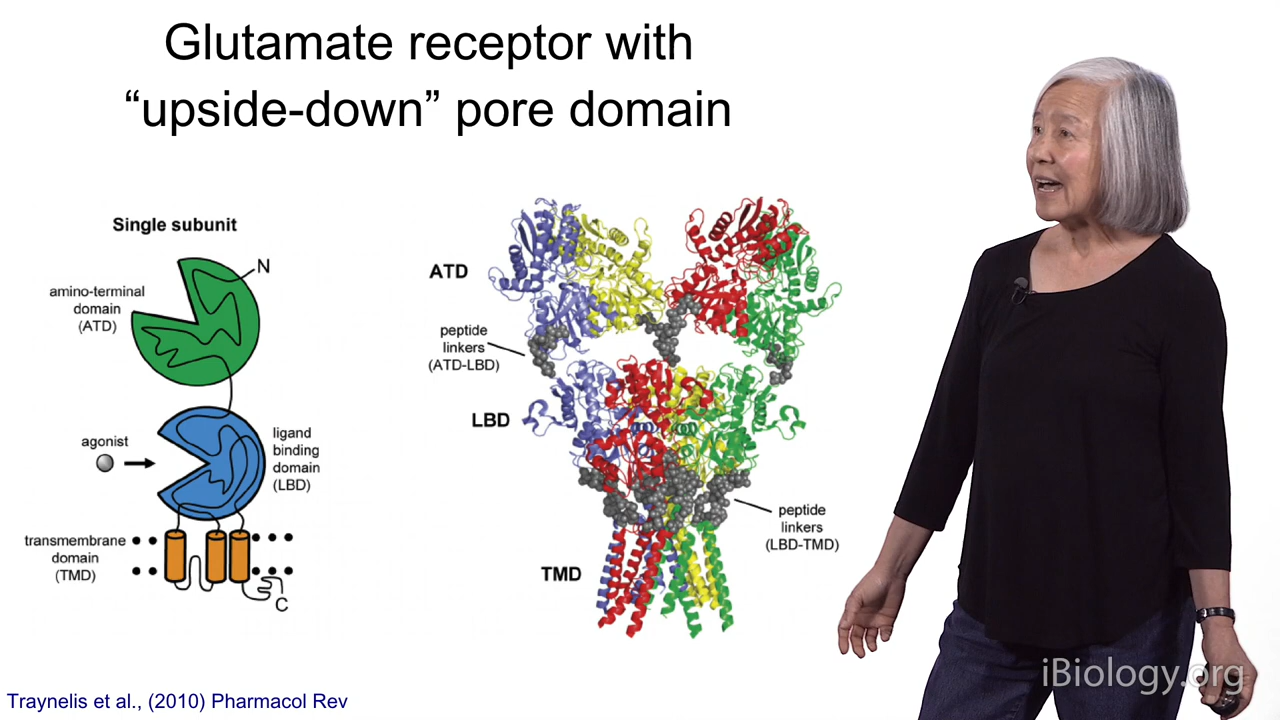 Glutamate receptor with
“upside-down” pore domain
Single subunit
N
amino-terminal
domain
(ATD)
agonist
ligand
binding
domain
(LBD)
transmembrane
domain
(TMD)
C
ATD
peptide
linkers
(ATD-LBD)
LBD
peptide
linkers
(LBD-TMD)
TMD
Traynelis et al., (2010) Pharmacol Rev
iBiology.org